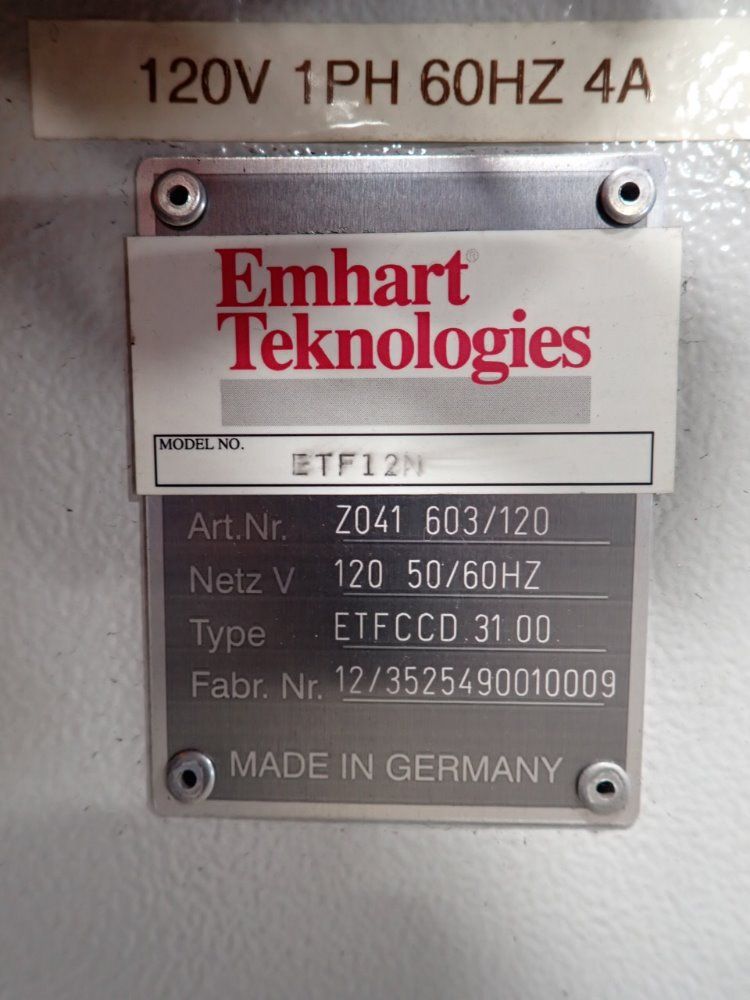 120V 1PH 60HZ 4A
Emhart®
Teknologies
MODEL NO. ETF12N
Art.Nr. Z041 603/120
Netz V 120 50/60HZ
Type ETFCCD.31.00.
Fabr. Nr. 12/3525490010009
MADE IN GERMANY